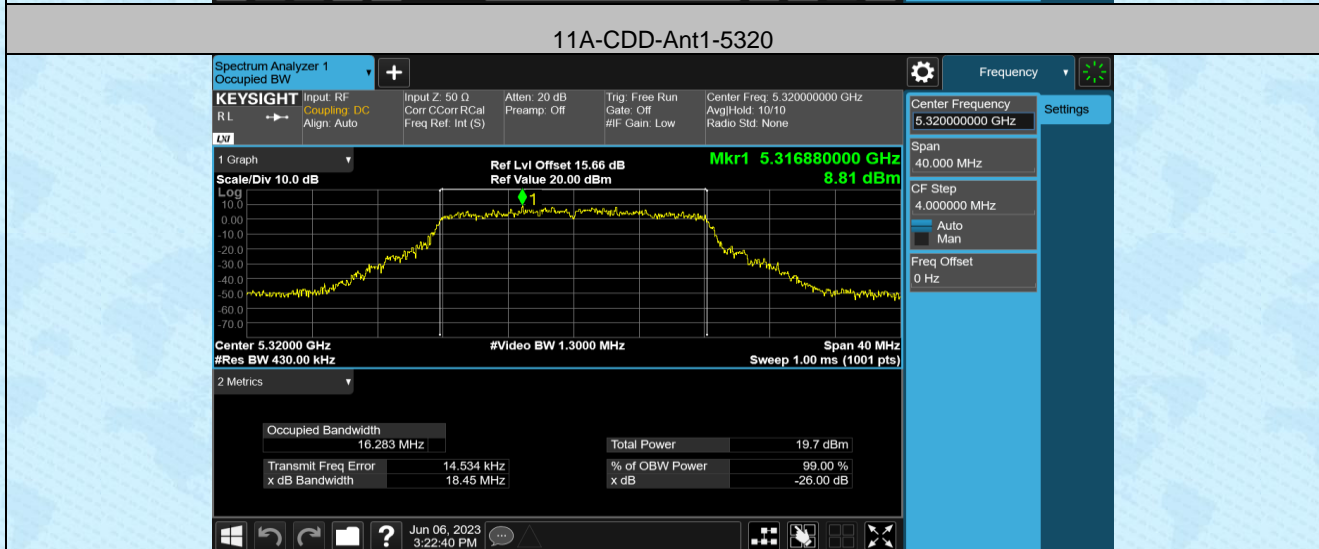 11A-CDD-Ant1-5320
Spectrum Analyzer 1
Occupied BW
+
Frequency
KEYSIGHT
R L
LXI
Input: RF
Coupling: DC
Align: Auto
Input Z: 50 Ω
Corr CCorr RCal
Freq Ref: Int (S)
Atten: 20 dB
Preamp: Off
Trig: Free Run
Gate: Off
#IF Gain: Low
Center Freq: 5.320000000 GHz
Avg|Hold: 10/10
Radio Std: None
Center Frequency
5.320000000 GHz
Settings
Span
40.000 MHz
CF Step
4.000000 MHz
Auto
Man
Freq Offset
0 Hz
1 Graph
Scale/Div 10.0 dB
Ref Lvl Offset 15.66 dB
Ref Value 20.00 dBm
Mkr1 5.316880000 GHz
8.81 dBm
Log
10.0
0.00
-10.0
-20.0
-30.0
-40.0
-50.0
-60.0
-70.0
1
Center 5.32000 GHz
#Video BW 1.3000 MHz
Span 40 MHz
#Res BW 430.00 kHz
Sweep 1.00 ms (1001 pts)
2 Metrics
Occupied Bandwidth
16.283 MHz
Total Power 19.7 dBm
Transmit Freq Error 14.534 kHz
% of OBW Power 99.00 %
x dB Bandwidth 18.45 MHz
x dB -26.00 dB
?
Jun 06, 2023
3:22:40 PM